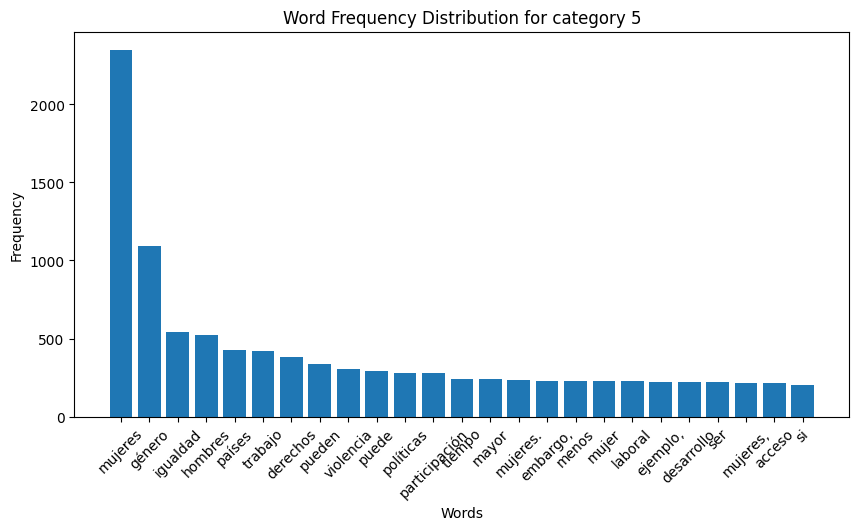 Word Frequency Distribution for category 5
Frequency
2000
1500
1000
500
0
mujeres
género
igualdad
hombres
países
trabajo
derechos
pueden
violencia
puede
políticas
participación
tiempo
mayor
mujeres.
embargo,
menos
mujer
laboral
ejemplo,
desarrollo
ser
mujeres,
acceso
si
Words